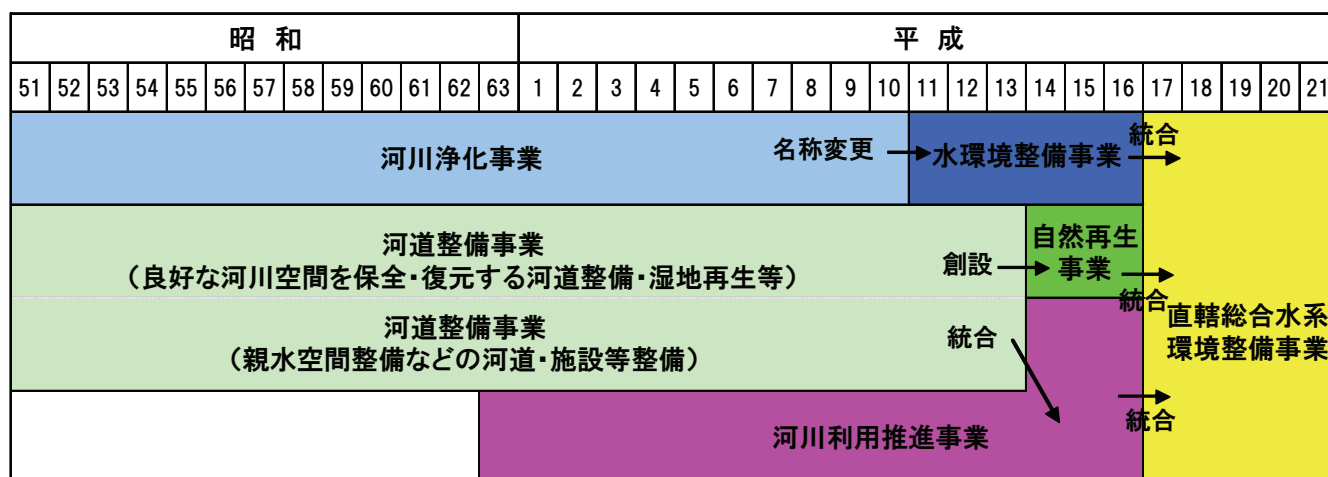 昭 和 平 成
51 52 53 54 55 56 57 58 59 60 61 62 63 1 2 3 4 5 6 7 8 9 10 11 12 13 14 15 16 17 18 19 20 21
河川浄化事業
名称変更
水環境整備事業
統合
河道整備事業
（良好な河川空間を保全・復元する河道整備・湿地再生等）
創設
自然再生
事業
統合
河道整備事業
（親水空間整備などの河道・施設等整備）
統合
直轄総合水系
環境整備事業
河川利用推進事業
統合